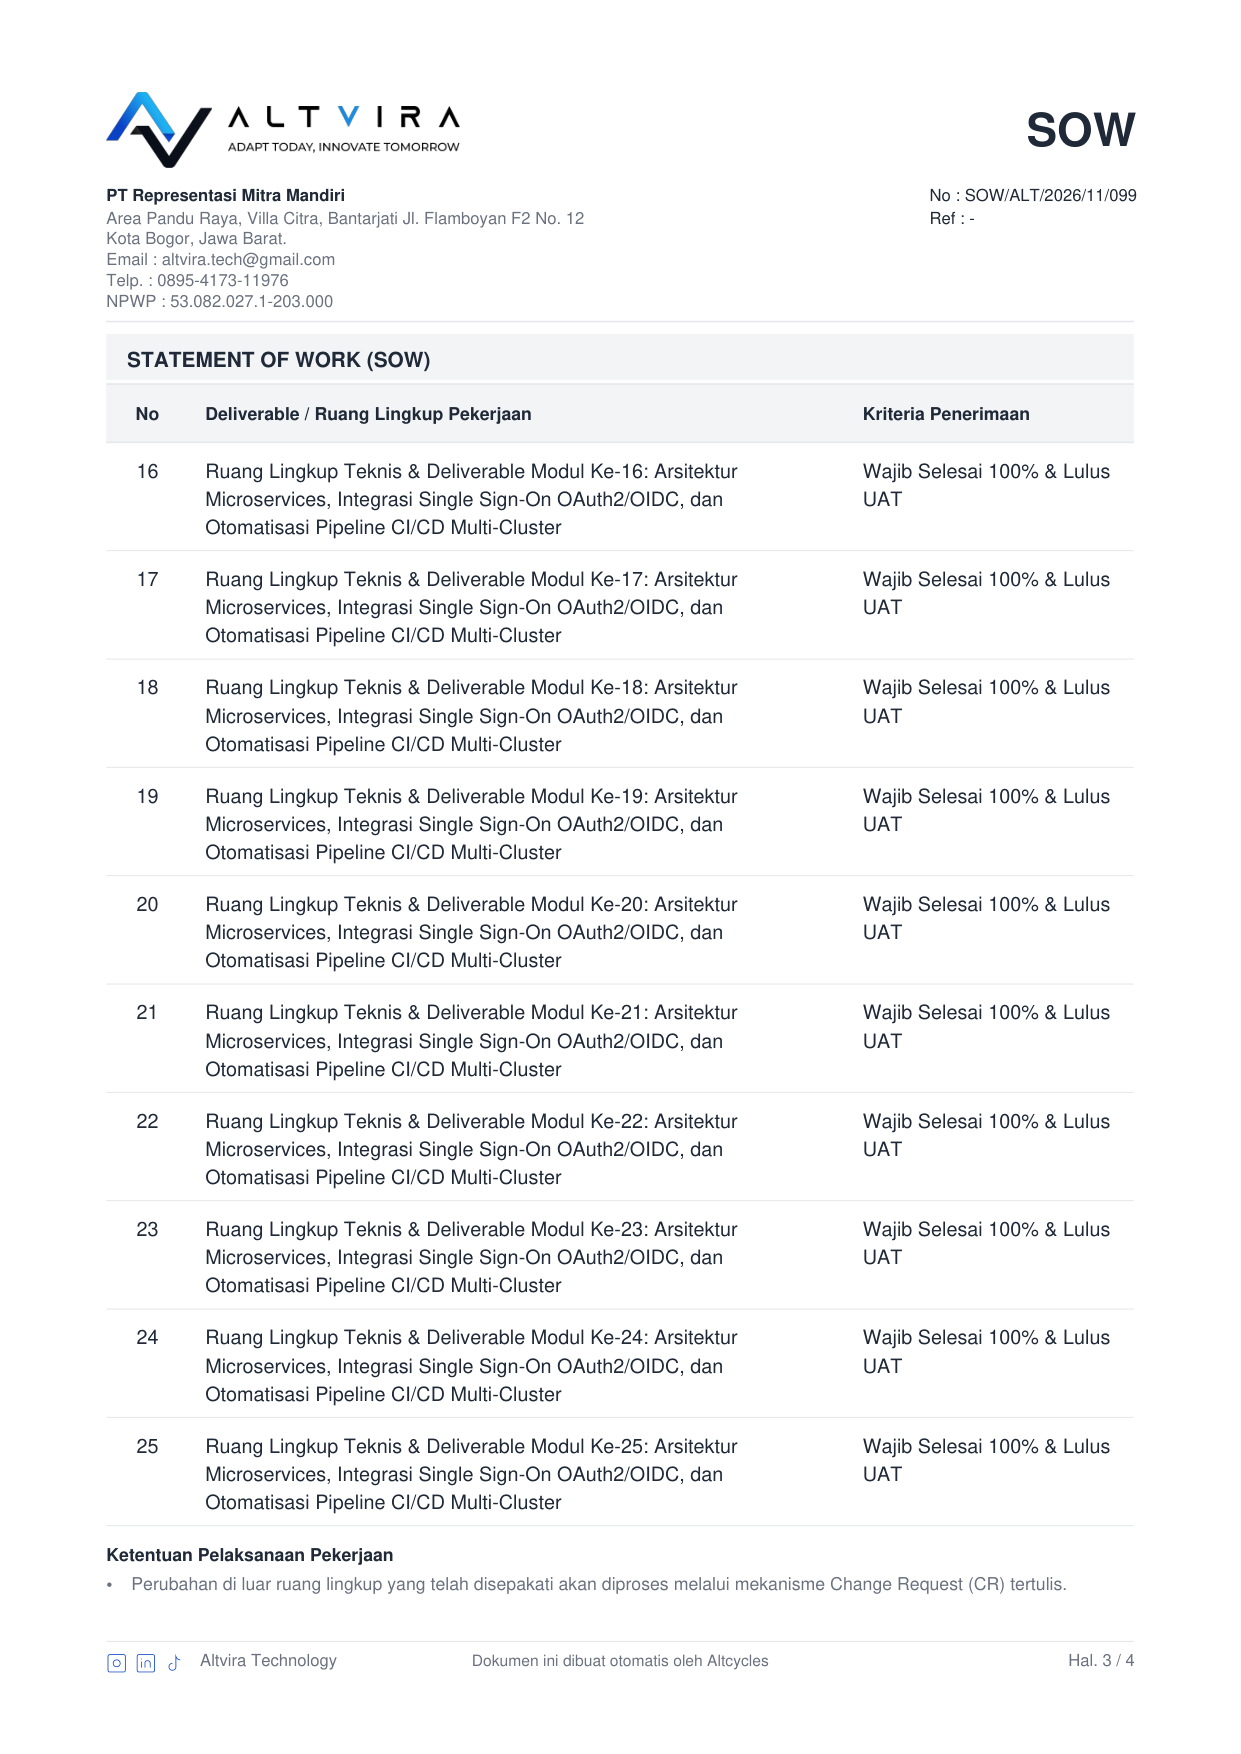 ALTVIRA
ADAPT TODAY, INNOVATE TOMORROW
SOW
PT Representasi Mitra Mandiri
Area Pandu Raya, Villa Citra, Bantarjati Jl. Flamboyan F2 No. 12
Kota Bogor, Jawa Barat.
Email : altvira.tech@gmail.com
Telp. : 0895-4173-11976
NPWP : 53.082.027.1-203.000
No : SOW/ALT/2026/11/099
Ref : -
STATEMENT OF WORK (SOW)
No Deliverable / Ruang Lingkup Pekerjaan Kriteria Penerimaan
16 Ruang Lingkup Teknis & Deliverable Modul Ke-16: Arsitektur Wajib Selesai 100% & Lulus
Microservices, Integrasi Single Sign-On OAuth2/OIDC, dan UAT
Otomatisasi Pipeline CI/CD Multi-Cluster
17 Ruang Lingkup Teknis & Deliverable Modul Ke-17: Arsitektur Wajib Selesai 100% & Lulus
Microservices, Integrasi Single Sign-On OAuth2/OIDC, dan UAT
Otomatisasi Pipeline CI/CD Multi-Cluster
18 Ruang Lingkup Teknis & Deliverable Modul Ke-18: Arsitektur Wajib Selesai 100% & Lulus
Microservices, Integrasi Single Sign-On OAuth2/OIDC, dan UAT
Otomatisasi Pipeline CI/CD Multi-Cluster
19 Ruang Lingkup Teknis & Deliverable Modul Ke-19: Arsitektur Wajib Selesai 100% & Lulus
Microservices, Integrasi Single Sign-On OAuth2/OIDC, dan UAT
Otomatisasi Pipeline CI/CD Multi-Cluster
20 Ruang Lingkup Teknis & Deliverable Modul Ke-20: Arsitektur Wajib Selesai 100% & Lulus
Microservices, Integrasi Single Sign-On OAuth2/OIDC, dan UAT
Otomatisasi Pipeline CI/CD Multi-Cluster
21 Ruang Lingkup Teknis & Deliverable Modul Ke-21: Arsitektur Wajib Selesai 100% & Lulus
Microservices, Integrasi Single Sign-On OAuth2/OIDC, dan UAT
Otomatisasi Pipeline CI/CD Multi-Cluster
22 Ruang Lingkup Teknis & Deliverable Modul Ke-22: Arsitektur Wajib Selesai 100% & Lulus
Microservices, Integrasi Single Sign-On OAuth2/OIDC, dan UAT
Otomatisasi Pipeline CI/CD Multi-Cluster
23 Ruang Lingkup Teknis & Deliverable Modul Ke-23: Arsitektur Wajib Selesai 100% & Lulus
Microservices, Integrasi Single Sign-On OAuth2/OIDC, dan UAT
Otomatisasi Pipeline CI/CD Multi-Cluster
24 Ruang Lingkup Teknis & Deliverable Modul Ke-24: Arsitektur Wajib Selesai 100% & Lulus
Microservices, Integrasi Single Sign-On OAuth2/OIDC, dan UAT
Otomatisasi Pipeline CI/CD Multi-Cluster
25 Ruang Lingkup Teknis & Deliverable Modul Ke-25: Arsitektur Wajib Selesai 100% & Lulus
Microservices, Integrasi Single Sign-On OAuth2/OIDC, dan UAT
Otomatisasi Pipeline CI/CD Multi-Cluster
Ketentuan Pelaksanaan Pekerjaan
• Perubahan di luar ruang lingkup yang telah disepakati akan diproses melalui mekanisme Change Request (CR) tertulis.
Altvira Technology Dokumen ini dibuat otomatis oleh Altcycles Hal. 3 / 4